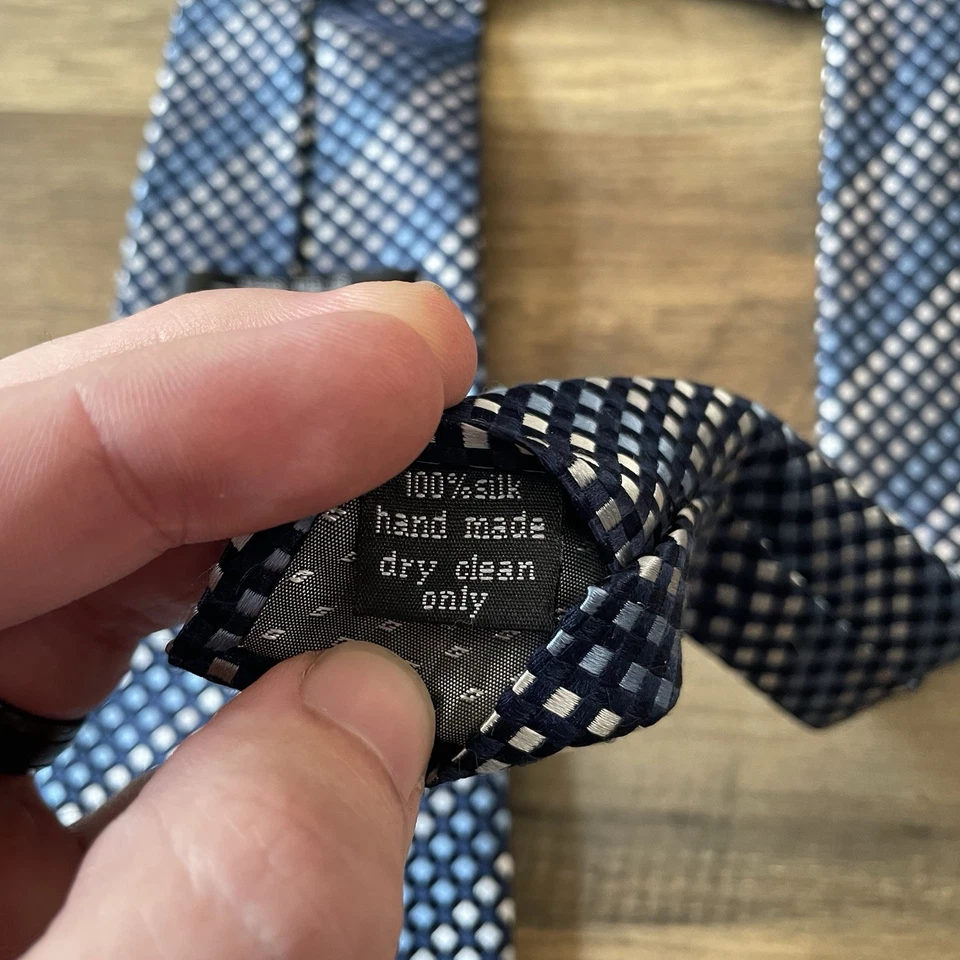 100% silk
hand made
dry clean
only